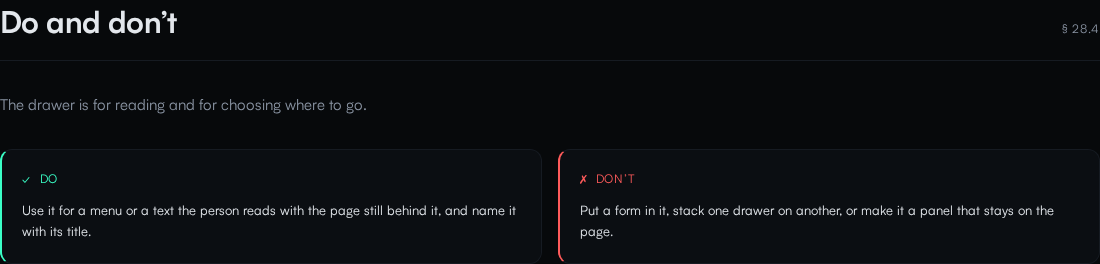 Do and don't
§ 28.4
The drawer is for reading and for choosing where to go.
✓ DO
Use it for a menu or a text the person reads with the page still behind it, and name it
with its title.
✗ DON'T
Put a form in it, stack one drawer on another, or make it a panel that stays on the
page.